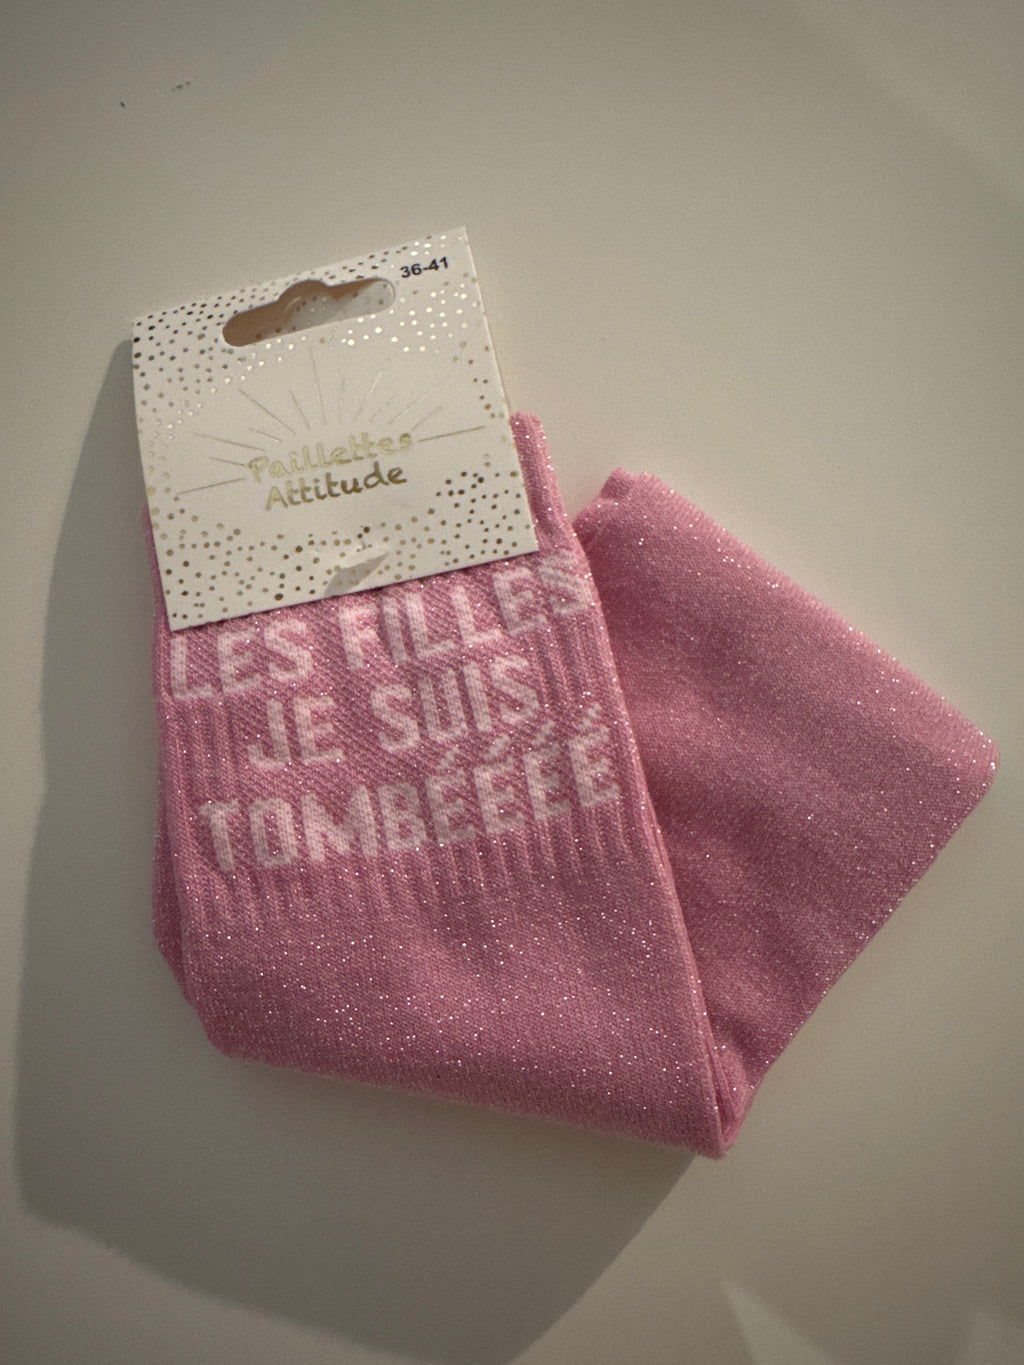 36-41
Paillettes
Attitude
LES FILLES
JE SUIS
TOMBÉÉÉÉ